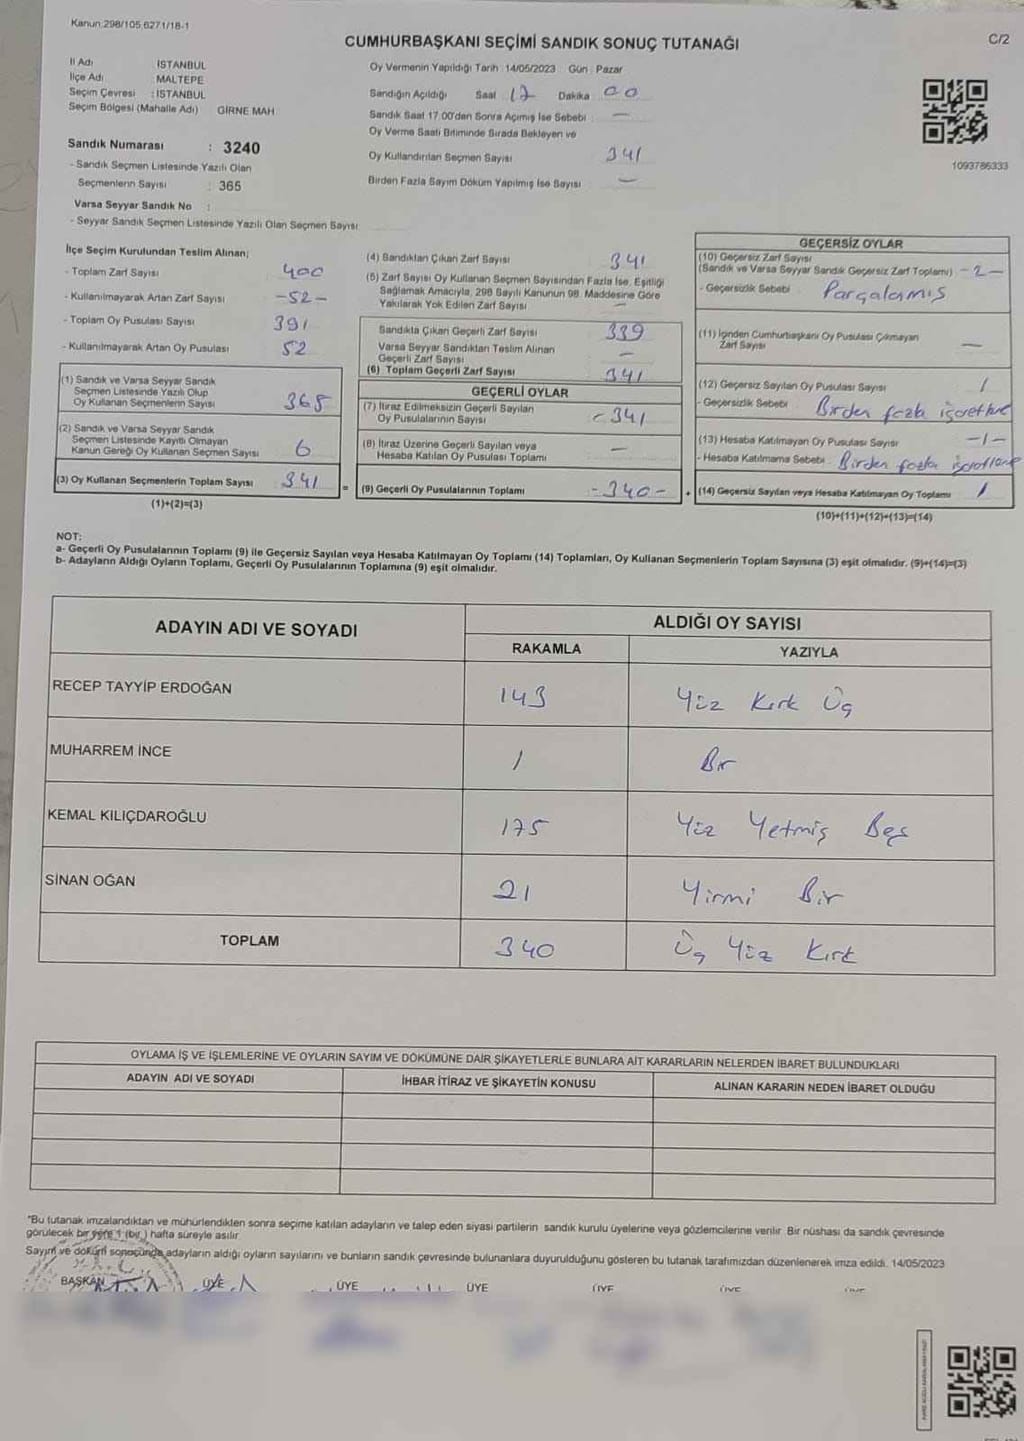 Kanun:298/105,6271/18-1
CUMHURBAŞKANI SEÇİMİ SANDIK SONUÇ TUTANAĞI
C/2
İl Adı İSTANBUL
İlçe Adı : MALTEPE
Seçim Çevresi : İSTANBUL
Seçim Bölgesi (Mahalle Adı) GİRNE MAH
Sandık Numarası : 3240
- Sandık Seçmen Listesinde Yazılı Olan
Seçmenlerin Sayısı : 365
Varsa Seyyar Sandık No :
- Seyyar Sandık Seçmen Listesinde Yazılı Olan Seçmen Sayısı
Oy Vermenin Yapıldığı Tarih : 14/05/2023 Gün : Pazar
Sandığın Açıldığı Saat 17 Dakika 00
Sandık Saat 17.00'den Sonra Açımış İse Sebebi : —
Oy Verme Saati Bitiminde Sırada Bekleyen ve
Oy Kullandırılan Seçmen Sayısı 341
Birden Fazla Sayım Döküm Yapılmış İse Sayısı —
1093786333
İlçe Seçim Kurulundan Teslim Alınan;
- Toplam Zarf Sayısı 400
- Kullanılmayarak Artan Zarf Sayısı -52-
- Toplam Oy Pusulası Sayısı 391
- Kullanılmayarak Artan Oy Pusulası 52
(1) Sandık ve Varsa Seyyar Sandık
Seçmen Listesinde Yazılı Olup
Oy Kullanan Seçmenlerin Sayısı 365
(2) Sandık ve Varsa Seyyar Sandık
Seçmen Listesinde Kayıtlı Olmayan
Kanun Gereği Oy Kullanan Seçmen Sayısı 6
(3) Oy Kullanan Seçmenlerin Toplam Sayısı 341 =
(1)+(2)=(3)
(4) Sandıktan Çıkan Zarf Sayısı 341
(5) Zarf Sayısı Oy Kullanan Seçmen Sayısından Fazla İse, Eşitliği
Sağlamak Amacıyla, 298 Sayılı Kanunun 98. Maddesine Göre
Yakılarak Yok Edilen Zarf Sayısı —
Sandıkta Çıkan Geçerli Zarf Sayısı 339
Varsa Seyyar Sandıktan Teslim Alınan
Geçerli Zarf Sayısı —
(6) Toplam Geçerli Zarf Sayısı 341
GEÇERLİ OYLAR
(7) İtiraz Edilmeksizin Geçerli Sayılan
Oy Pusulalarının Sayısı - 341
(8) İtiraz Üzerine Geçerli Sayılan veya
Hesaba Katılan Oy Pusulası Toplamı —
(9) Geçerli Oy Pusulalarının Toplamı -340- +
GEÇERSİZ OYLAR
(10) Geçersiz Zarf Sayısı
(Sandık ve Varsa Seyyar Sandık Geçersiz Zarf Toplamı) -2-
- Geçersizlik Sebebi Parçalamış
(11) İçinden Cumhurbaşkanı Oy Pusulası Çıkmayan
Zarf Sayısı —
(12) Geçersiz Sayılan Oy Pusulası Sayısı 1
- Geçersizlik Sebebi Birden fazla işaretleme
(13) Hesaba Katılmayan Oy Pusulası Sayısı -1-
- Hesaba Katılmama Sebebi Birden fazla
(14) Geçersiz Sayılan veya Hesaba Katılmayan Oy Toplamı 1
(10)+(11)+(12)+(13)=(14)
NOT:
a- Geçerli Oy Pusulalarının Toplamı (9) ile Geçersiz Sayılan veya Hesaba Katılmayan Oy Toplamı (14) Toplamları, Oy Kullanan Seçmenlerin Toplam Sayısına (3) eşit olmalıdır. (9)+(14)=(3)
b- Adayların Aldığı Oyların Toplamı, Geçerli Oy Pusulalarının Toplamına (9) eşit olmalıdır.
ADAYIN ADI VE SOYADI ALDIĞI OY SAYISI
RAKAMLA YAZIYLA
RECEP TAYYİP ERDOĞAN 143 Yüz Kırk Üç
MUHARREM İNCE 1 Bir
KEMAL KILIÇDAROĞLU 175 Yüz Yetmiş Beş
SİNAN OĞAN 21 Yirmi Bir
TOPLAM 340 Üç Yüz Kırk
OYLAMA İŞ VE İŞLEMLERİNE VE OYLARIN SAYIM VE DÖKÜMÜNE DAİR ŞİKAYETLERLE BUNLARA AİT KARARLARIN NELERDEN İBARET BULUNDUKLARI
ADAYIN ADI VE SOYADI İHBAR İTİRAZ VE ŞİKAYETİN KONUSU ALINAN KARARIN NEDEN İBARET OLDUĞU
*Bu tutanak imzalandıktan ve mühürlendikten sonra seçime katılan adayların ve talep eden siyasi partilerin sandık kurulu üyelerine veya gözlemcilerine verilir. Bir nüshası da sandık çevresinde
görülecek bir yere 1 (bir) hafta süreyle asılır.
Sayım ve döküm sonucunda adayların aldığı oyların sayılarını ve bunların sandık çevresinde bulunanlara duyurulduğunu gösteren bu tutanak tarafımızdan düzenlenerek imza edildi. 14/05/2023
BAŞKAN ÜYE ÜYE ÜYE ÜYE ÜYE